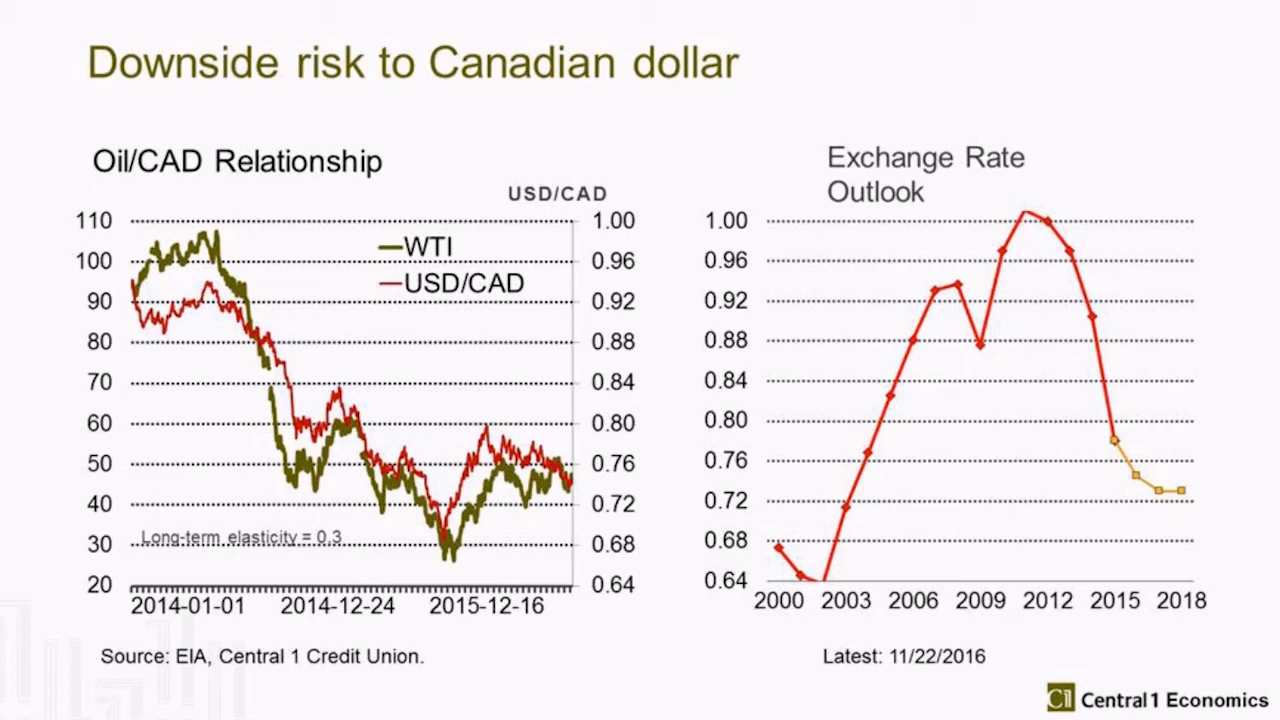 Downside risk to Canadian dollar
Oil/CAD Relationship
USD/CAD
110
100
90
80
70
60
50
40
30
20
1.00
0.96
0.92
0.88
0.84
0.80
0.76
0.72
0.68
0.64
WTI
USD/CAD
Long-term elasticity = 0.3
2014-01-01 2014-12-24 2015-12-16
Source: EIA, Central 1 Credit Union.
Exchange Rate
Outlook
1.00
0.96
0.92
0.88
0.84
0.80
0.76
0.72
0.68
0.64
2000 2003 2006 2009 2012 2015 2018
Latest: 11/22/2016
C1 Central 1 Economics